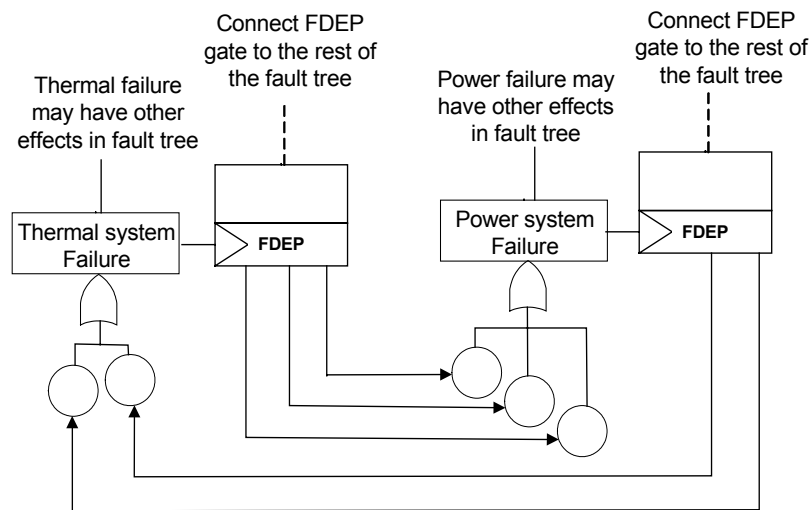 Connect FDEP
gate to the rest of
the fault tree
Thermal failure
may have other
effects in fault tree
Power failure may
have other effects
in fault tree
Connect FDEP
gate to the rest of
the fault tree
Thermal system
Failure
FDEP
Power system
Failure
FDEP